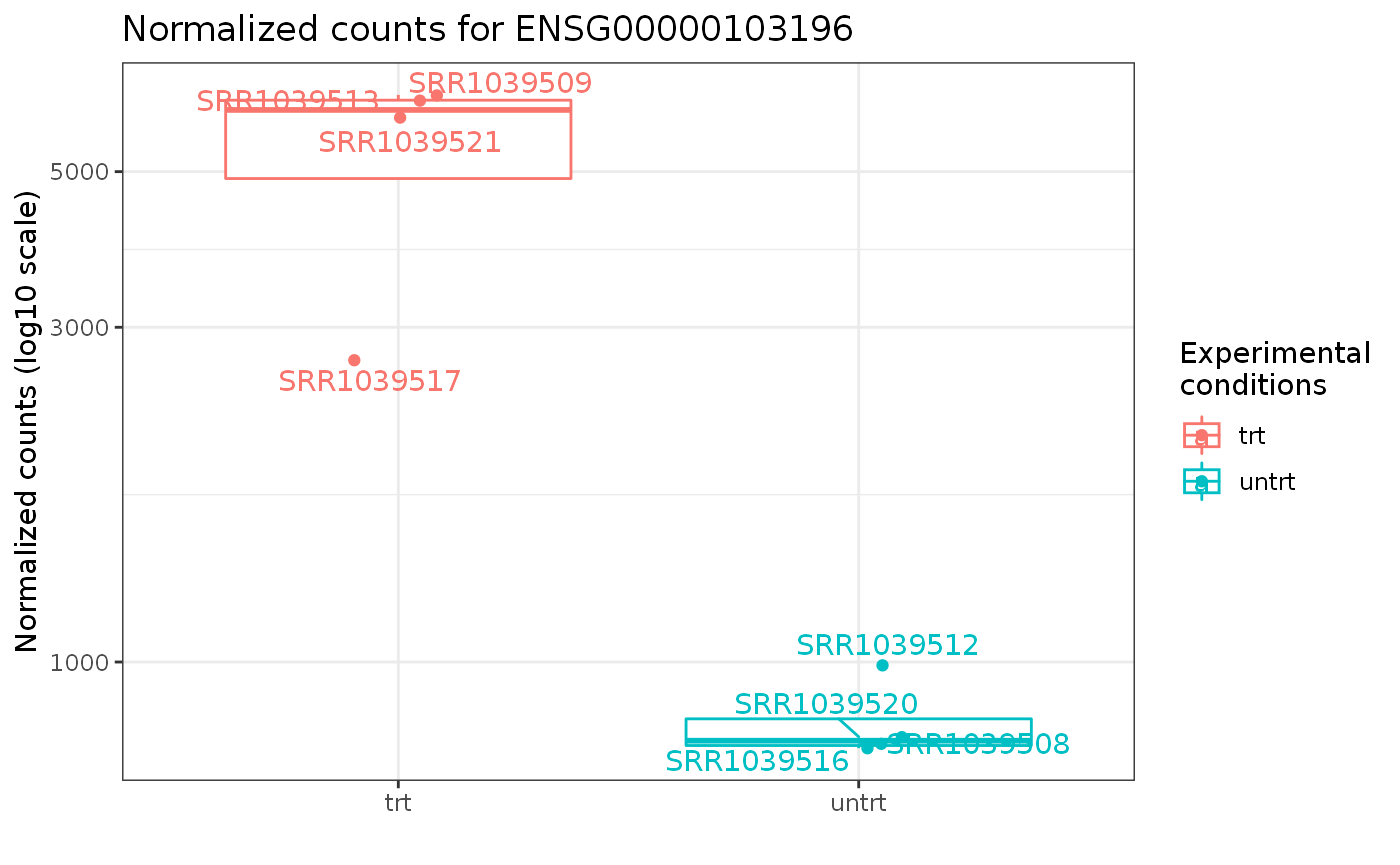 Normalized counts for ENSG00000103196
Normalized counts (log10 scale)
5000
3000
1000
SRR1039509
SRR1039513
SRR1039521
SRR1039517
SRR1039512
SRR1039520
SRR1039508
SRR1039516
trt
untrt
Experimental
conditions
a
trt
a
untrt